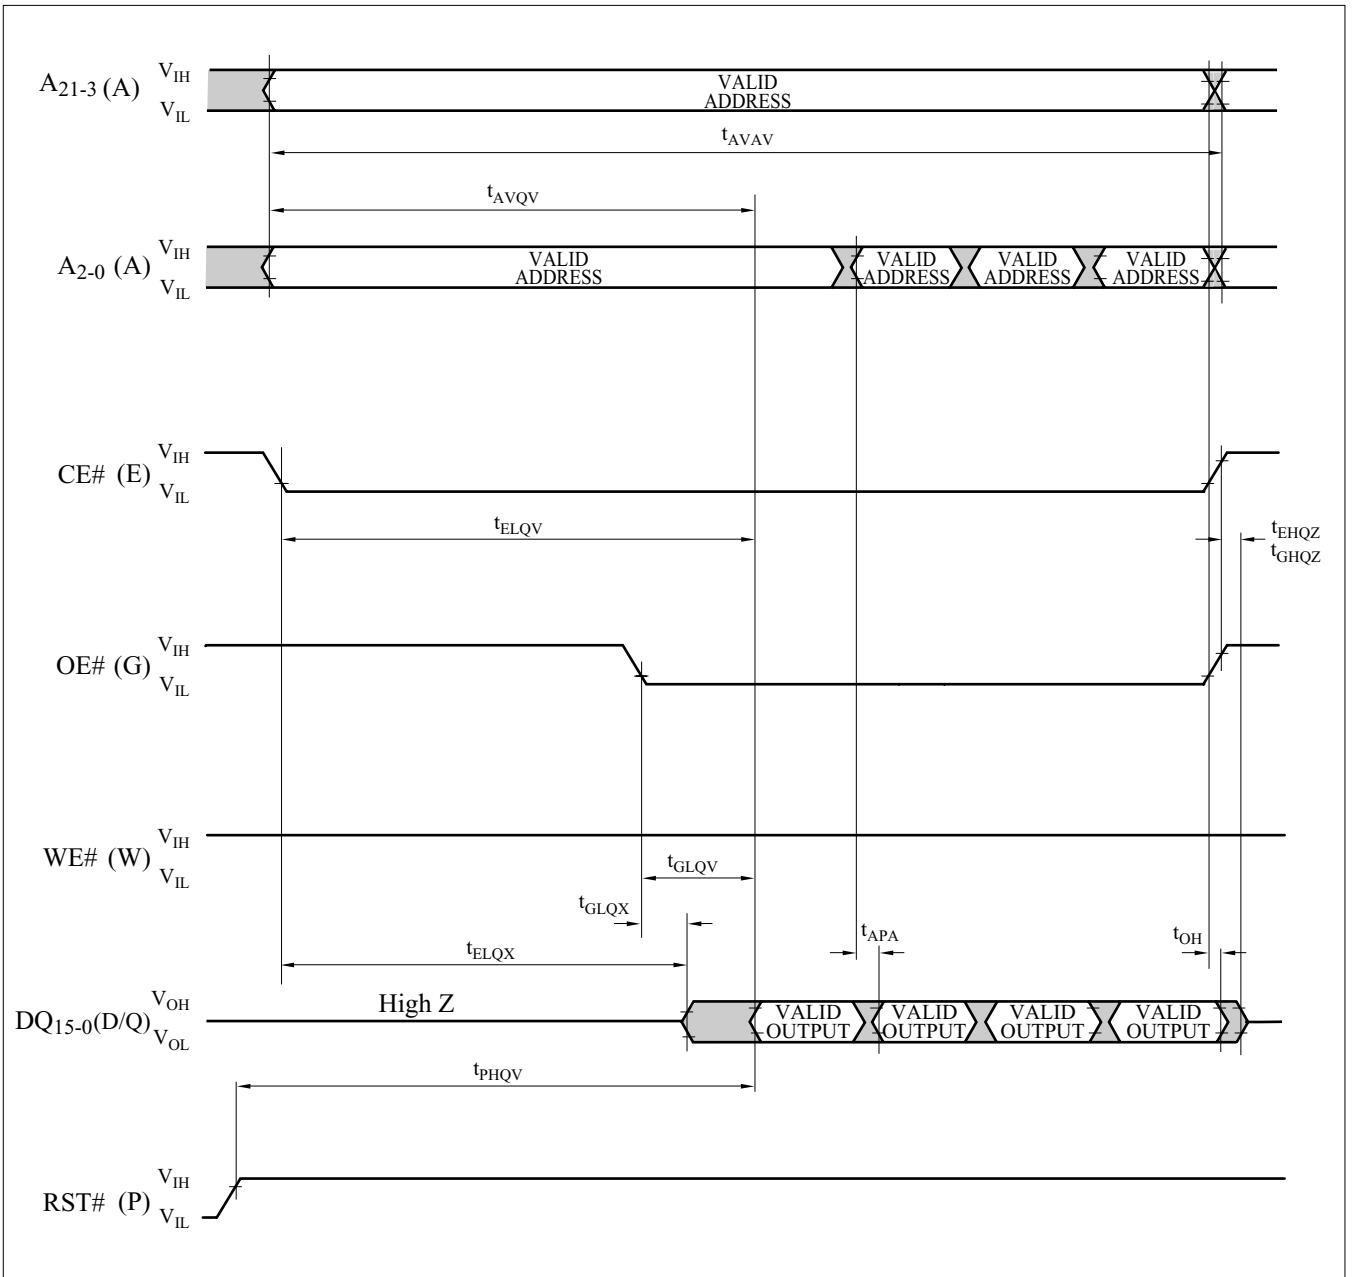 A21-3 (A)
VIH
VIL
VALID
ADDRESS
tAVAV
tAVQV
A2-0 (A)
VIH
VIL
VALID
ADDRESS
VALID
ADDRESS
VALID
ADDRESS
VALID
ADDRESS
CE# (E)
VIH
VIL
tELQV
tEHQZ
tGHQZ
OE# (G)
VIH
VIL
WE# (W)
VIH
VIL
tGLQV
tGLQX
tELQX
tAPA
tOH
DQ15-0(D/Q)
VOH
VOL
High Z
VALID
OUTPUT
VALID
OUTPUT
VALID
OUTPUT
VALID
OUTPUT
tPHQV
RST# (P)
VIH
VIL